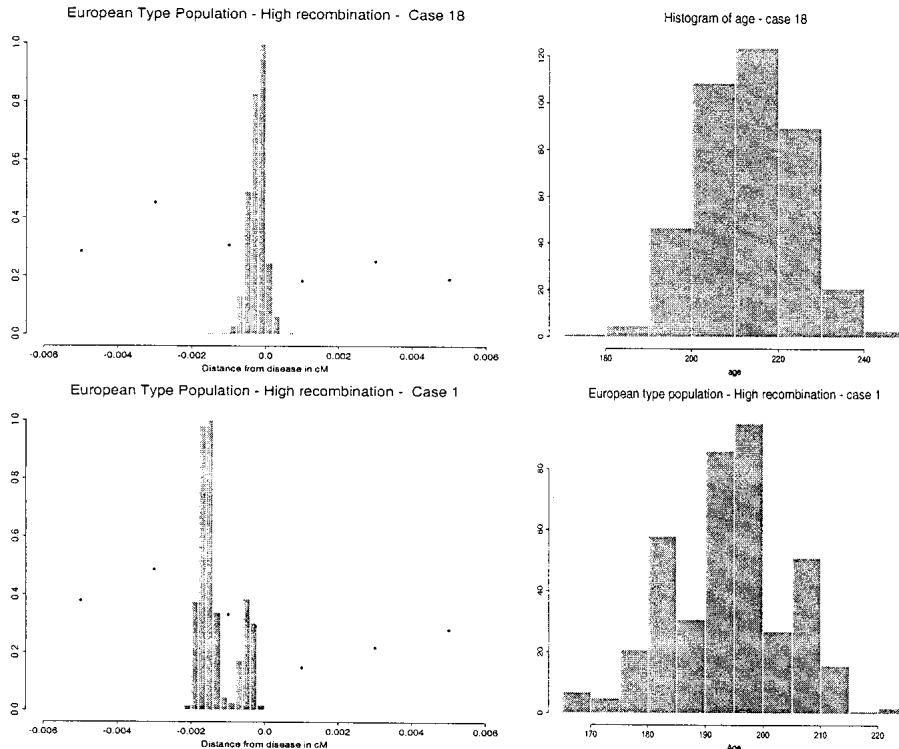 European Type Population - High recombination - Case 18
1.0
0.8
0.6
0.4
0.2
0.0
-0.006 -0.004 -0.002 0.0 0.002 0.004 0.006
Distance from disease in cM
Histogram of age - case 18
120
100
80
60
40
20
0
180 200 220 240
age
European Type Population - High recombination - Case 1
1.0
0.8
0.6
0.4
0.2
0.0
-0.006 -0.004 -0.002 0.0 0.002 0.004 0.006
Distance from disease in cM
European type population - High recombination - case 1
80
60
40
20
0
170 180 190 200 210 220
Age